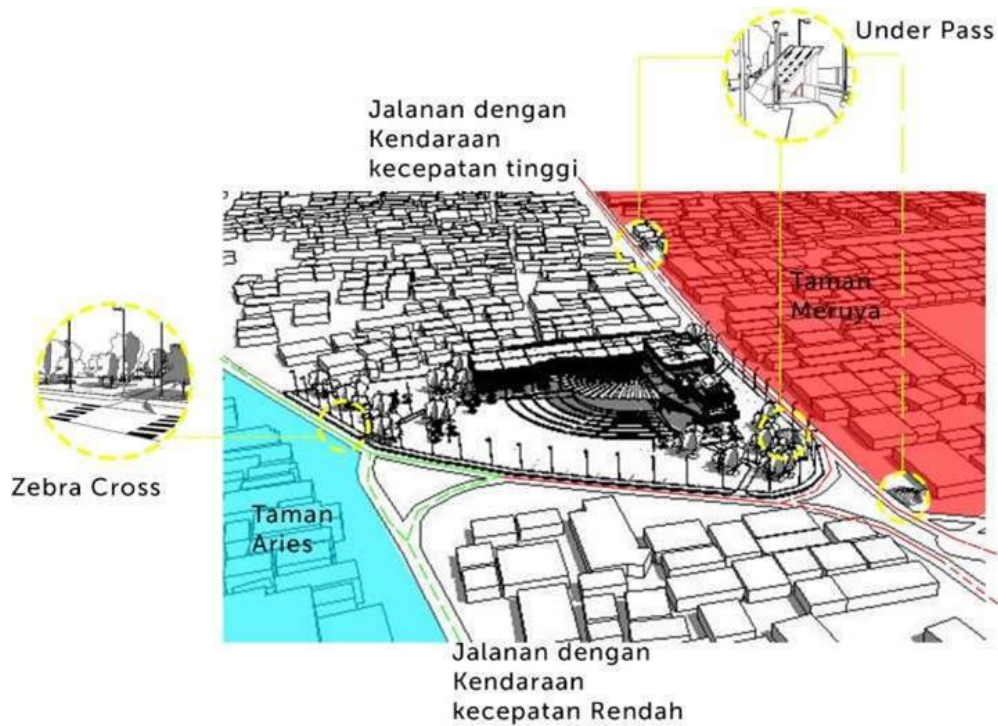 Under Pass
Jalanan dengan
Kendaraan
kecepatan tinggi
Taman
Meruya
Zebra Cross
Taman
Aries
Jalanan dengan
Kendaraan
kecepatan Rendah